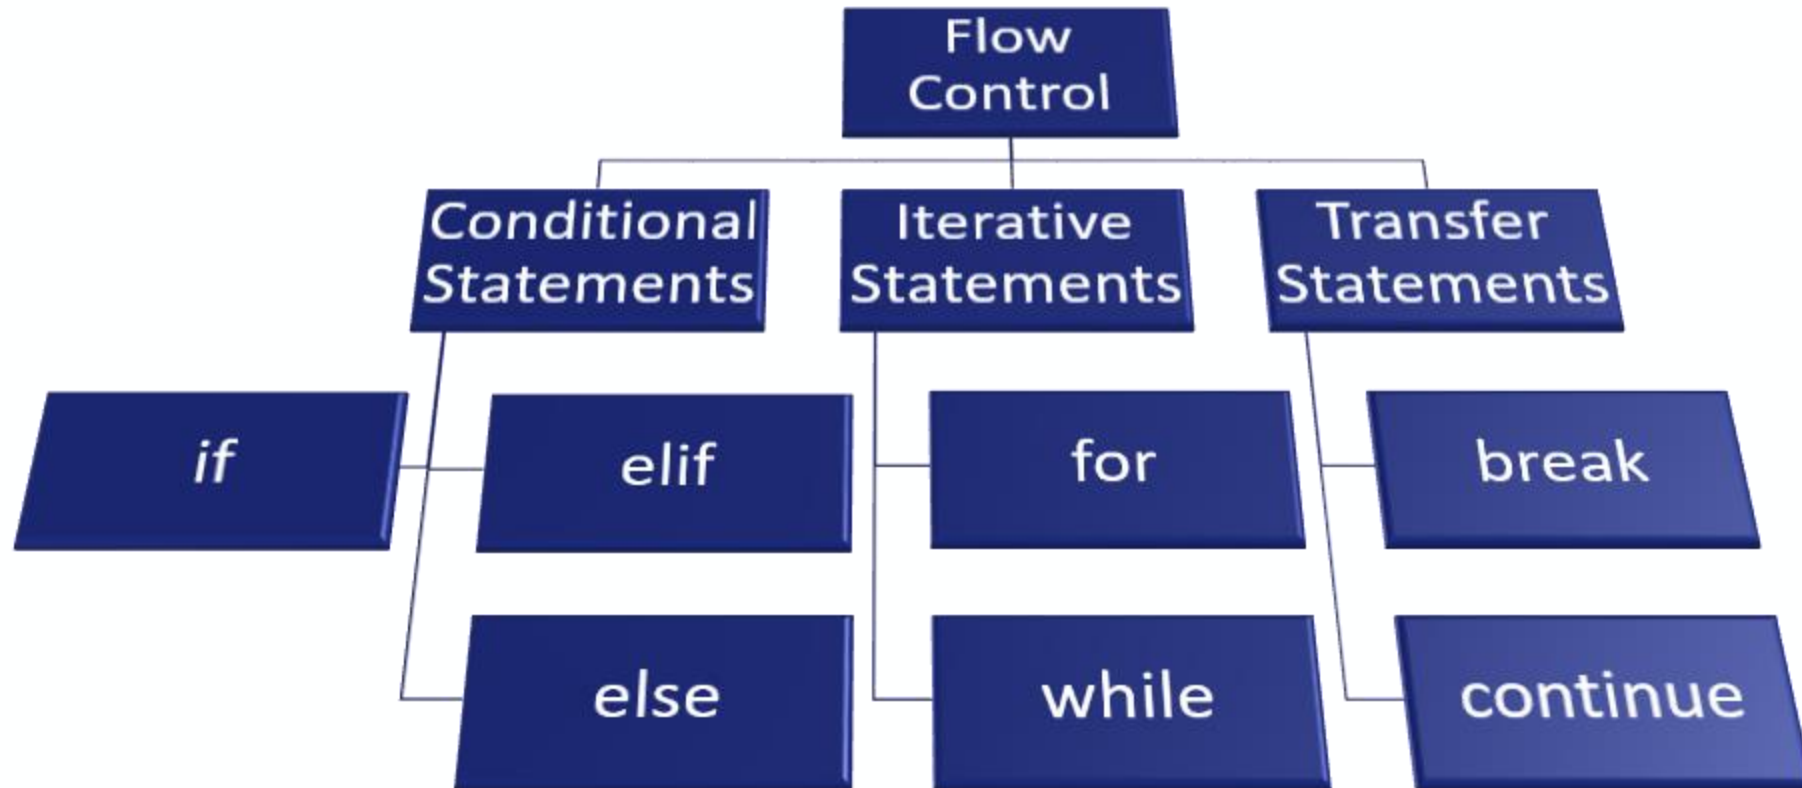 Flow
Control
Conditional
Statements
Iterative
Statements
Transfer
Statements
if
elif
for
break
else
while
continue